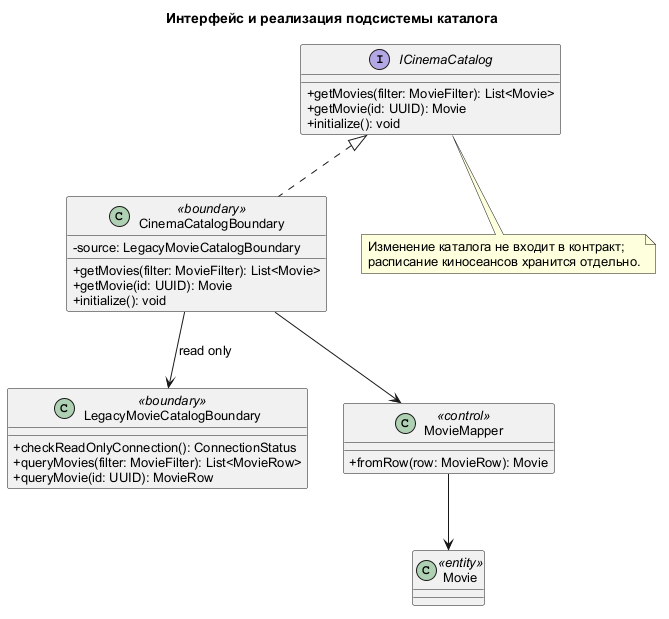 Интерфейс и реализация подсистемы каталога
I ICinemaCatalog
+getMovies(filter: MovieFilter): List<Movie>
+getMovie(id: UUID): Movie
+initialize(): void
Изменение каталога не входит в контракт;
расписание киносеансов хранится отдельно.
«boundary»
C CinemaCatalogBoundary
-source: LegacyMovieCatalogBoundary
+getMovies(filter: MovieFilter): List<Movie>
+getMovie(id: UUID): Movie
+initialize(): void
read only
«boundary»
C LegacyMovieCatalogBoundary
+checkReadOnlyConnection(): ConnectionStatus
+queryMovies(filter: MovieFilter): List<MovieRow>
+queryMovie(id: UUID): MovieRow
«control»
C MovieMapper
+fromRow(row: MovieRow): Movie
«entity»
C Movie